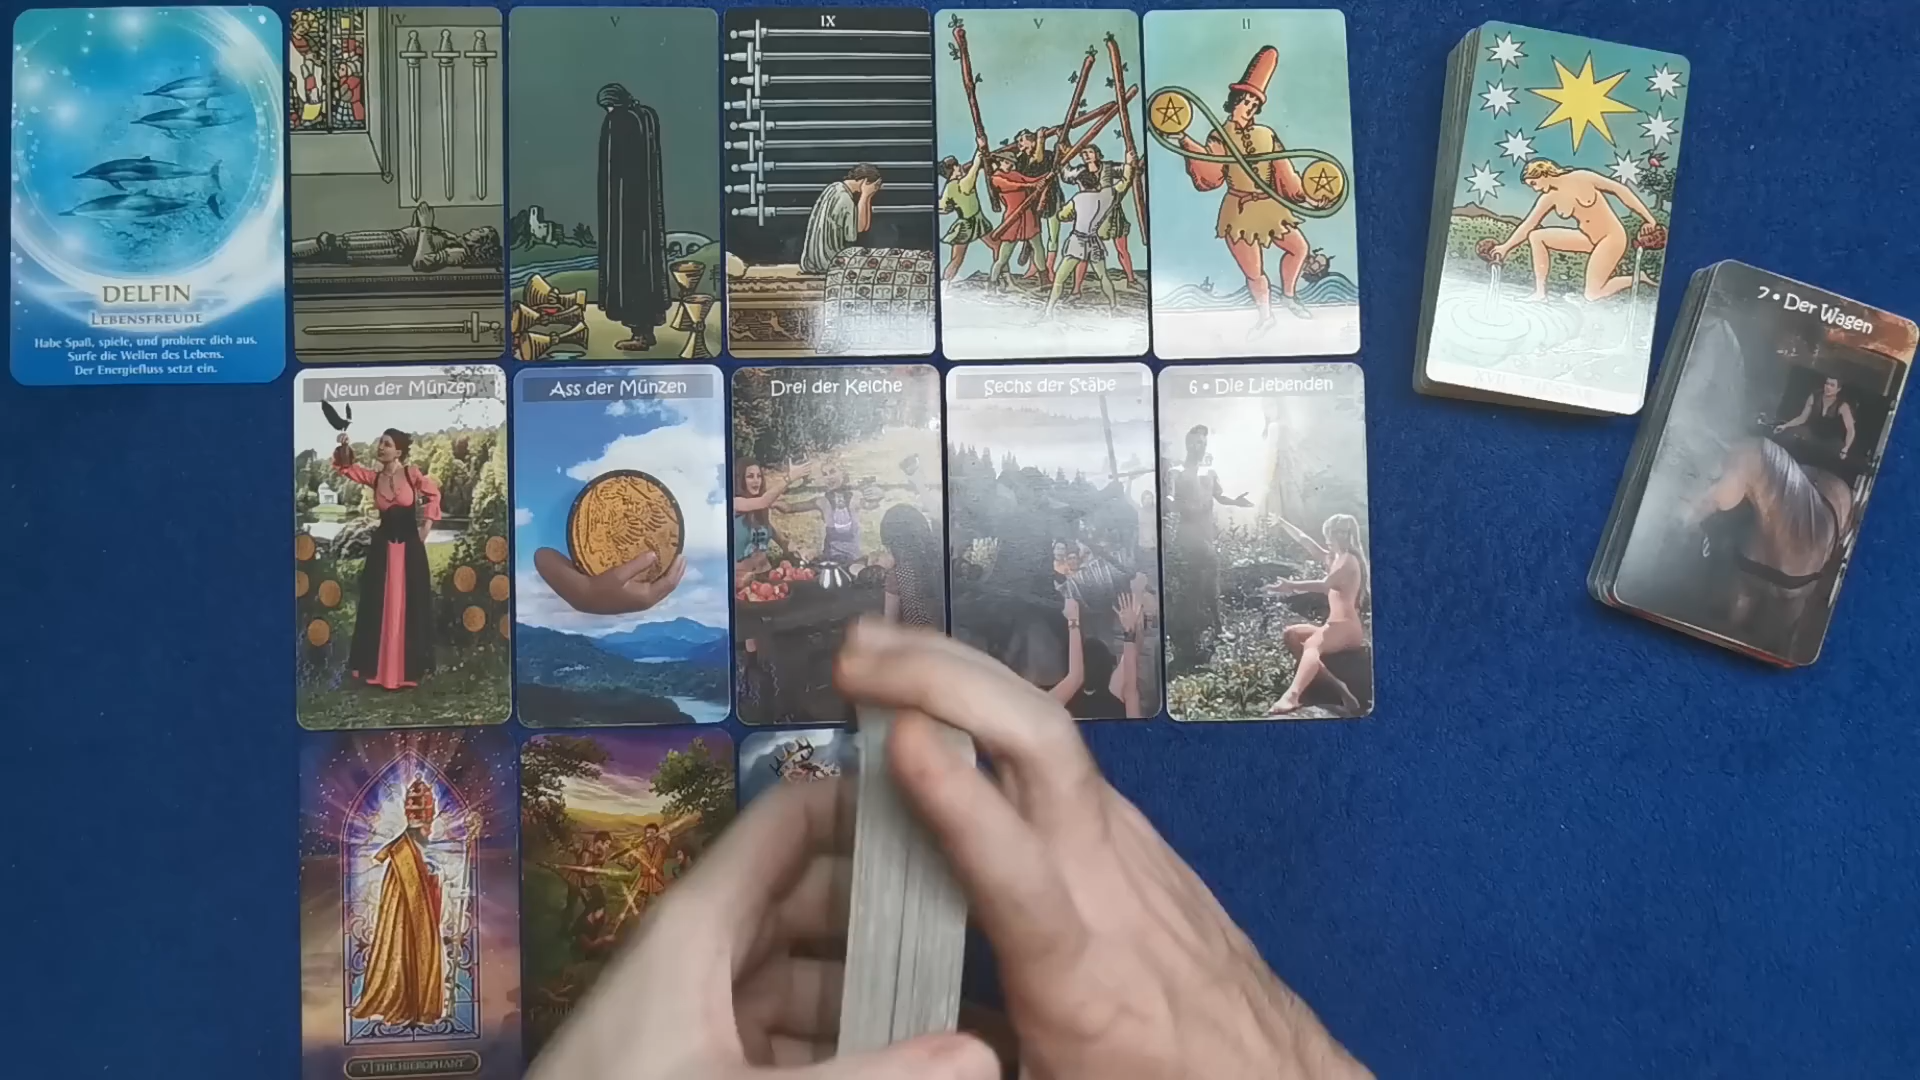 IV
V
IX
V
II
DELFIN
LEBENSFREUDE
Habe Spaß, spiele, und probiere dich aus.
Surfe die Wellen des Lebens.
Der Energiefluss setzt ein.
7 • Der Wagen
Neun der Münzen
Ass der Münzen
Drei der Kelche
Sechs der Stäbe
6 • Die Liebenden
V | THE HIEROPHANT